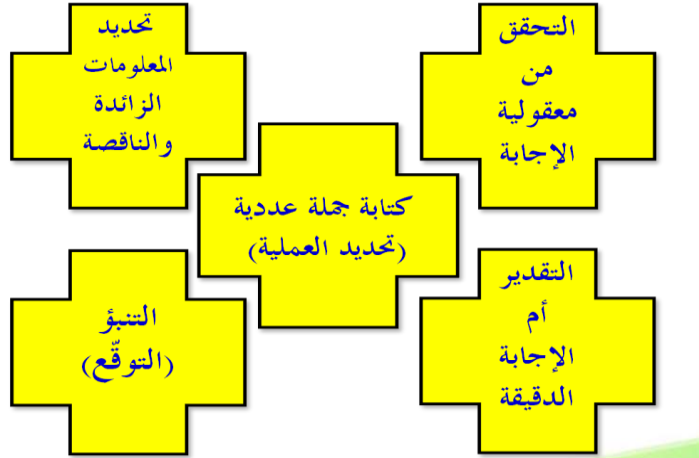 التحقق
من
معقولية
الإجابة
تحديد
المعلومات
الزائدة
والناقصة
كتابة جملة عددية
(تحديد العملية)
التقدير
أم
الإجابة
الدقيقة
التنبؤ
(التوقّع)